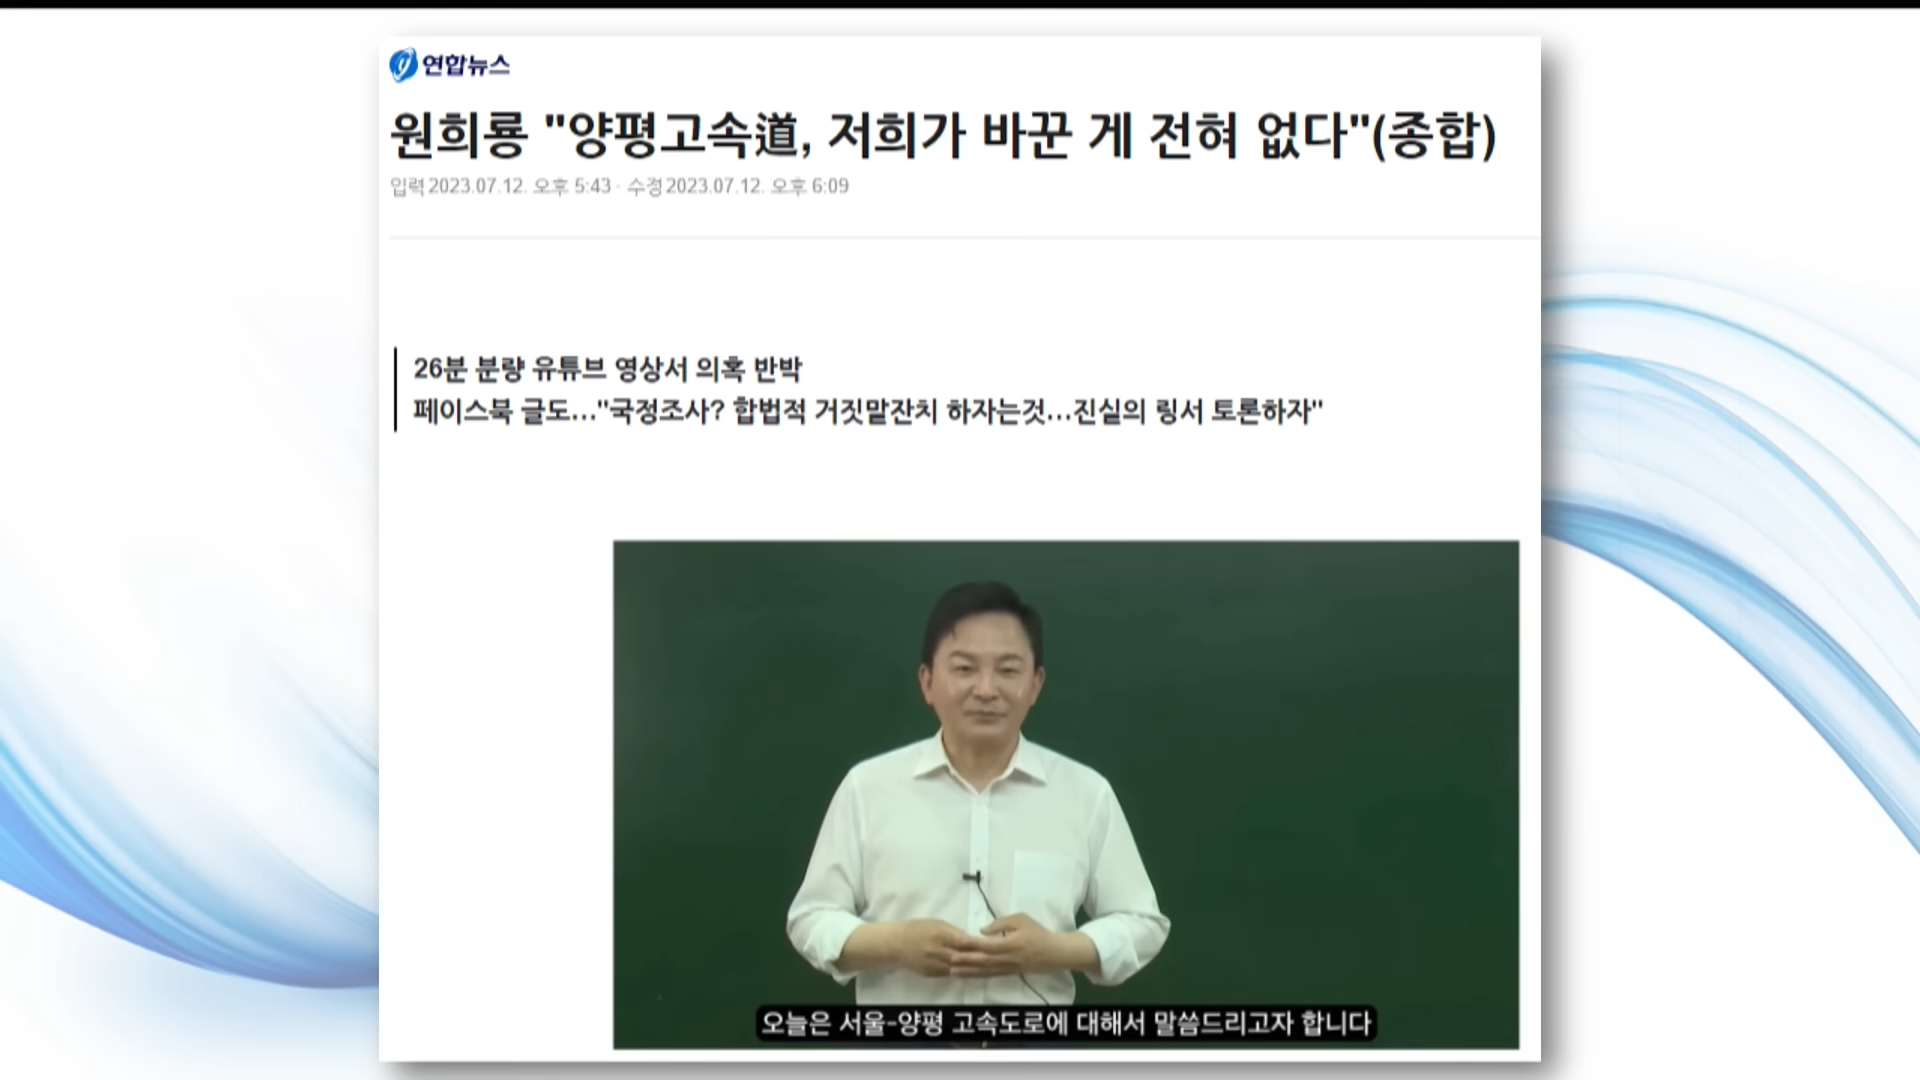 연합뉴스
원희룡 "양평고속道, 저희가 바꾼 게 전혀 없다"(종합)
입력 2023.07.12. 오후 5:43 · 수정 2023.07.12. 오후 6:09
26분 분량 유튜브 영상서 의혹 반박
페이스북 글도…"국정조사? 합법적 거짓말잔치 하자는것…진실의 링서 토론하자"
오늘은 서울-양평 고속도로에 대해서 말씀드리고자 합니다